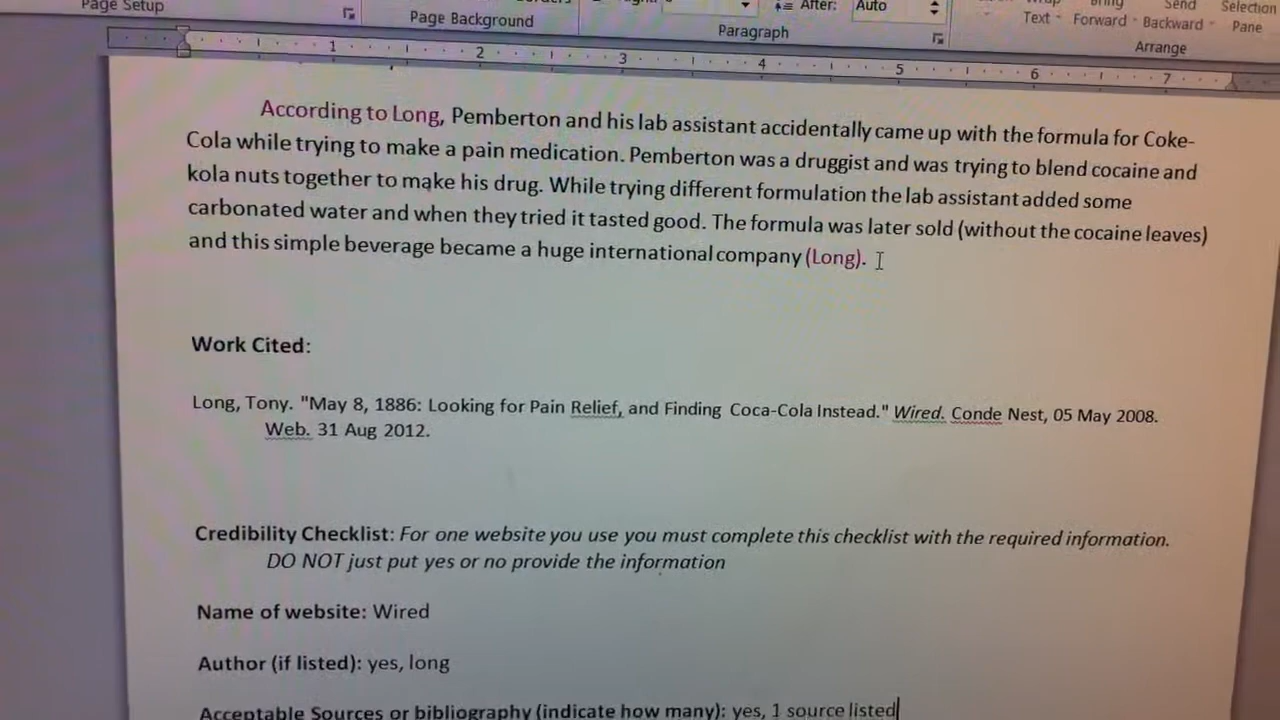 Page Setup
Page Background
Paragraph
After: Auto
Text
Bring Forward
Send Backward
Selection Pane
Arrange
1 2 3 4 5 6 7
According to Long, Pemberton and his lab assistant accidentally came up with the formula for Coke-
Cola while trying to make a pain medication. Pemberton was a druggist and was trying to blend cocaine and
kola nuts together to make his drug. While trying different formulation the lab assistant added some
carbonated water and when they tried it tasted good. The formula was later sold (without the cocaine leaves)
and this simple beverage became a huge international company (Long).
Work Cited:
Long, Tony. "May 8, 1886: Looking for Pain Relief, and Finding Coca-Cola Instead." Wired. Conde Nest, 05 May 2008.
Web. 31 Aug 2012.
Credibility Checklist: For one website you use you must complete this checklist with the required information.
DO NOT just put yes or no provide the information
Name of website: Wired
Author (if listed): yes, long
Acceptable Sources or bibliography (indicate how many): yes, 1 source listed